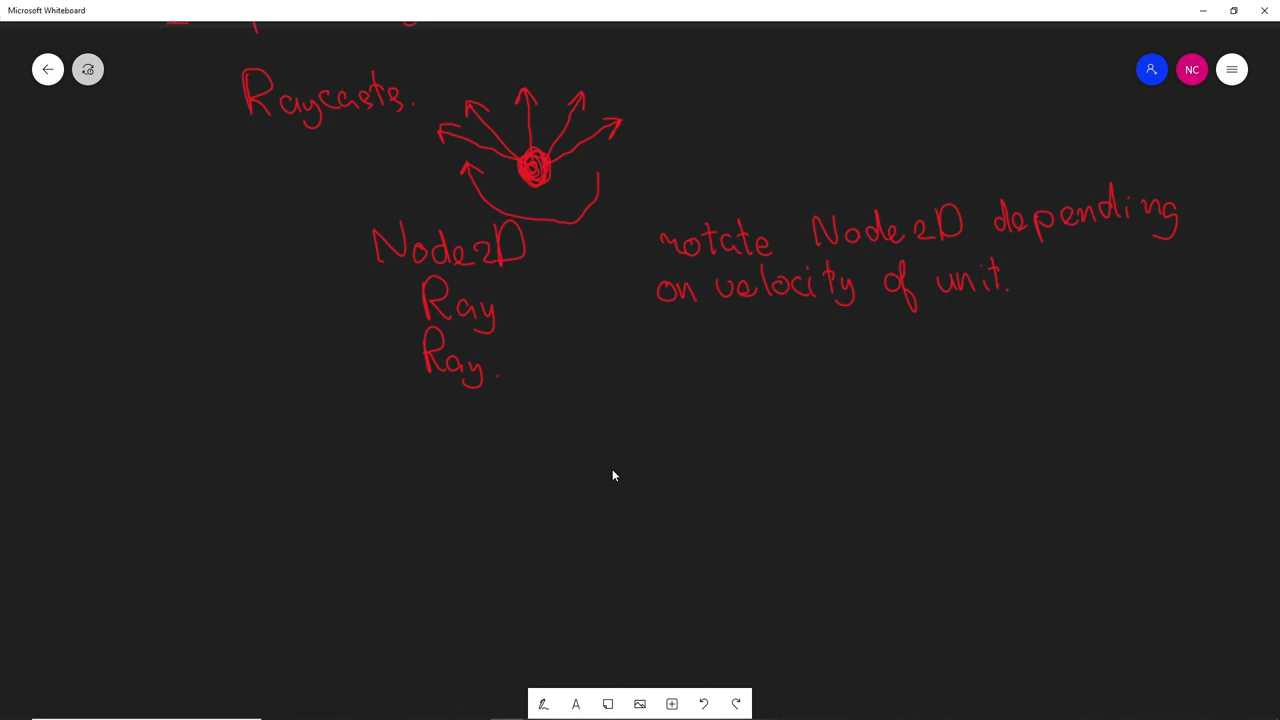 Microsoft Whiteboard
NC
Raycasts.
Node2D
Ray
Ray.
rotate Node2D depending
on velocity of unit.
A